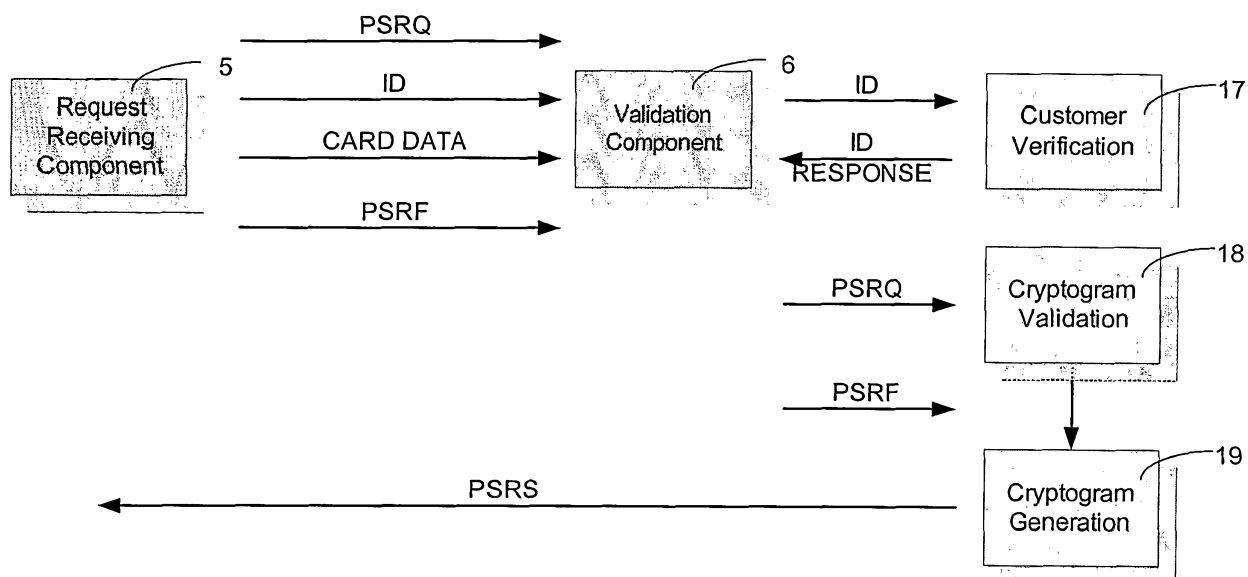 PSRQ
5
6
Request
Receiving
Component
ID
CARD DATA
PSRF
Validation
Component
ID
ID
RESPONSE
17
Customer
Verification
PSRQ
18
Cryptogram
Validation
PSRF
19
Cryptogram
Generation
PSRS